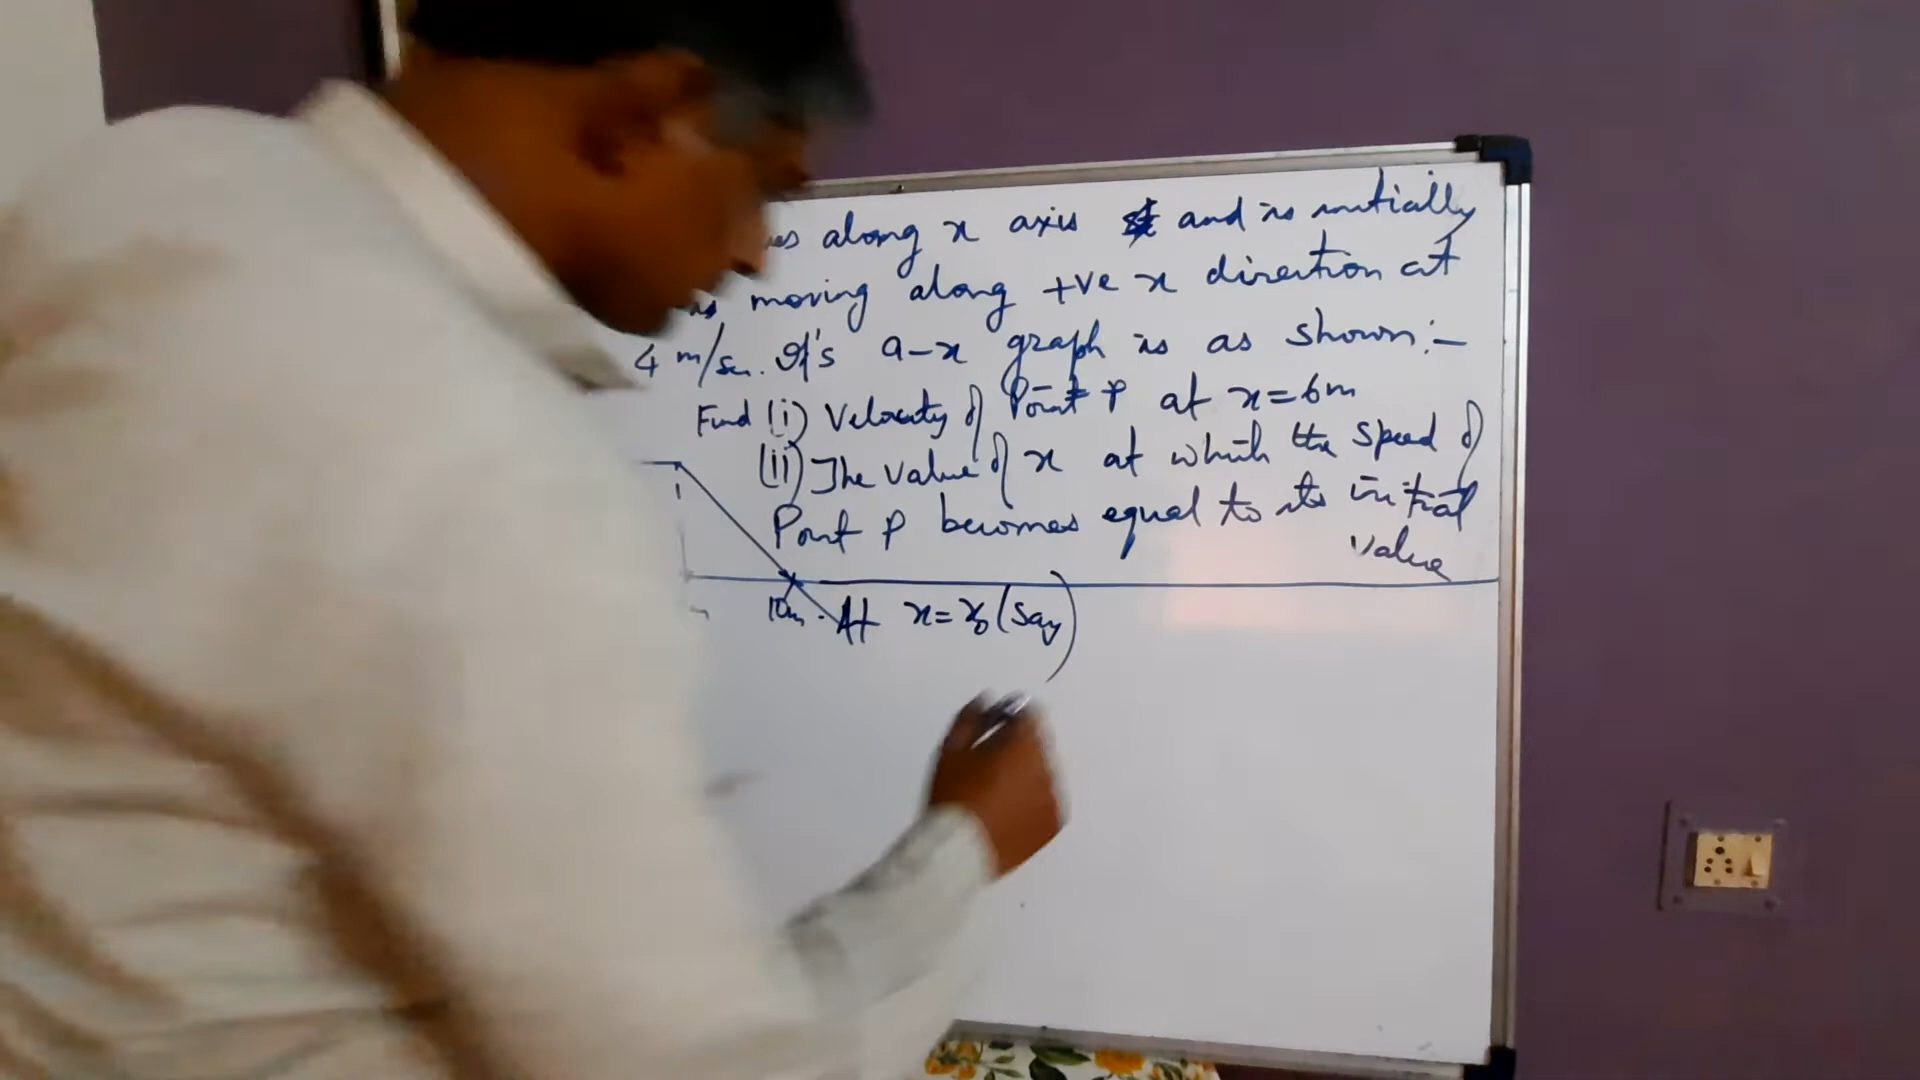 along x axis and is initially
moving along +ve x direction at
4 m/sec. It's a-x graph is as shown:-
Find (i) Velocity of Point P at x=6m
(ii) The value of x at which the speed of
Point P becomes equal to its initial
value
10m. At x=x₀ (Say)